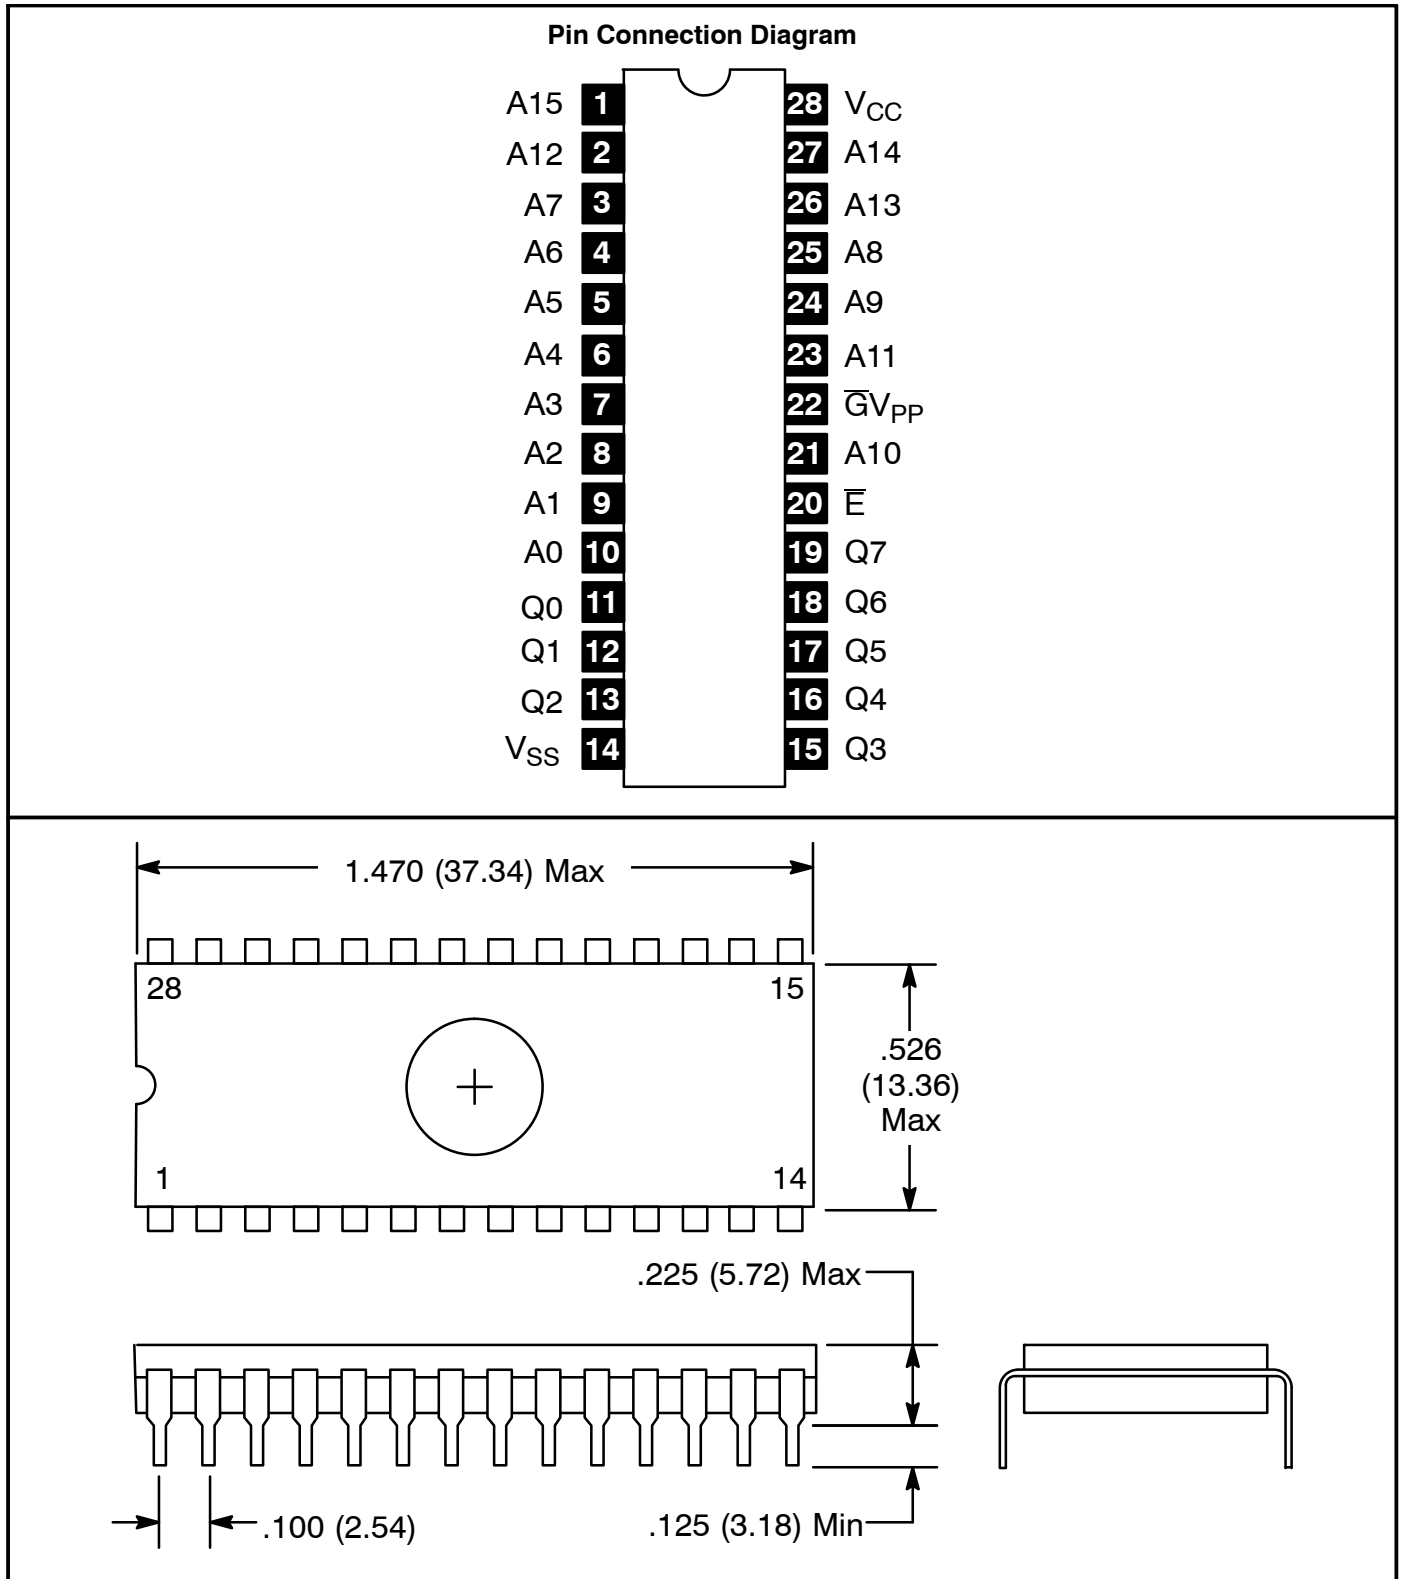 Pin Connection Diagram
A15 1 28 VCC
A12 2 27 A14
A7 3 26 A13
A6 4 25 A8
A5 5 24 A9
A4 6 23 A11
A3 7 22 G̅VPP
A2 8 21 A10
A1 9 20 E̅
A0 10 19 Q7
Q0 11 18 Q6
Q1 12 17 Q5
Q2 13 16 Q4
VSS 14 15 Q3
1.470 (37.34) Max
28 15
.526
(13.36)
Max
1 14
.225 (5.72) Max
.100 (2.54)
.125 (3.18) Min